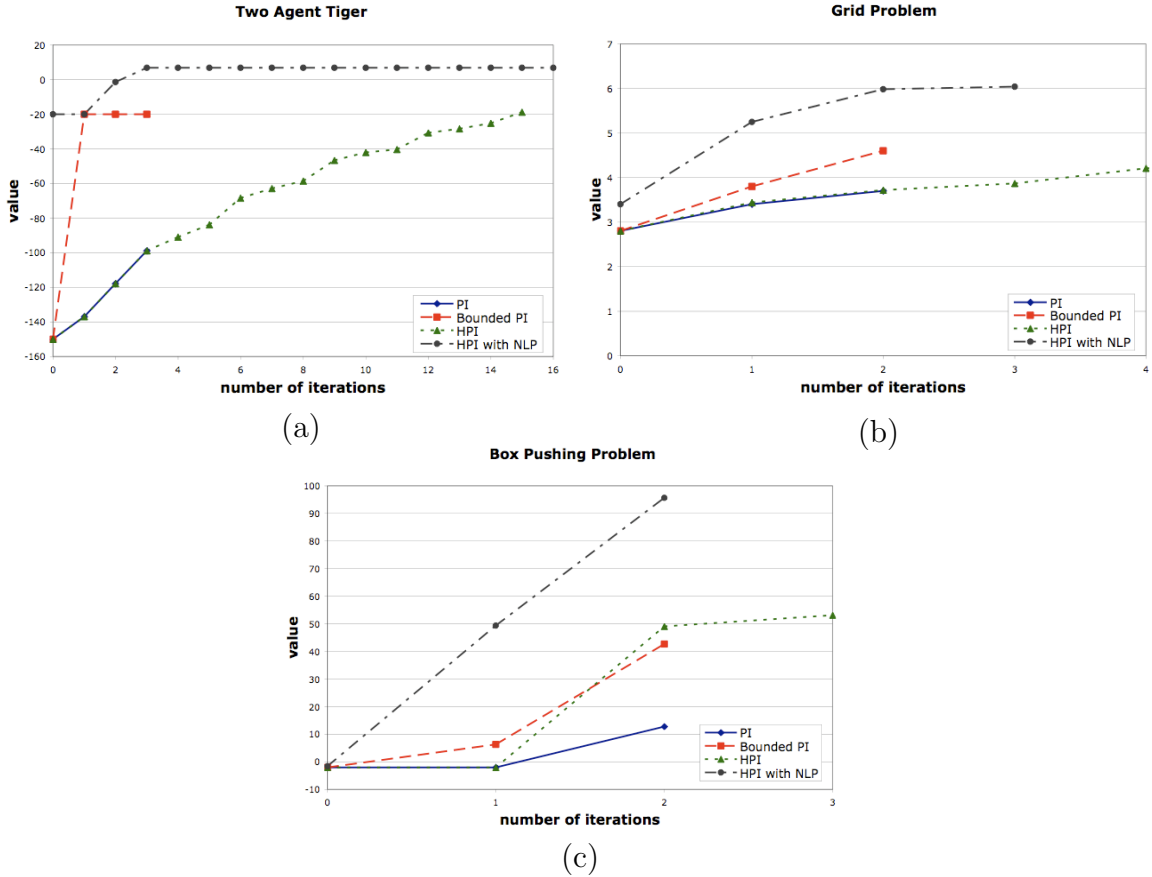 Two Agent Tiger
20
0
-20
-40
-60
-80
-100
-120
-140
-160
value
0 2 4 6 8 10 12 14 16
number of iterations
PI
Bounded PI
HPI
HPI with NLP
(a)
Grid Problem
7
6
5
4
3
2
1
0
value
0 1 2 3 4
number of iterations
PI
Bounded PI
HPI
HPI with NLP
(b)
Box Pushing Problem
100
90
80
70
60
50
40
30
20
10
0
-10
value
0 1 2 3
number of iterations
PI
Bounded PI
HPI
HPI with NLP
(c)